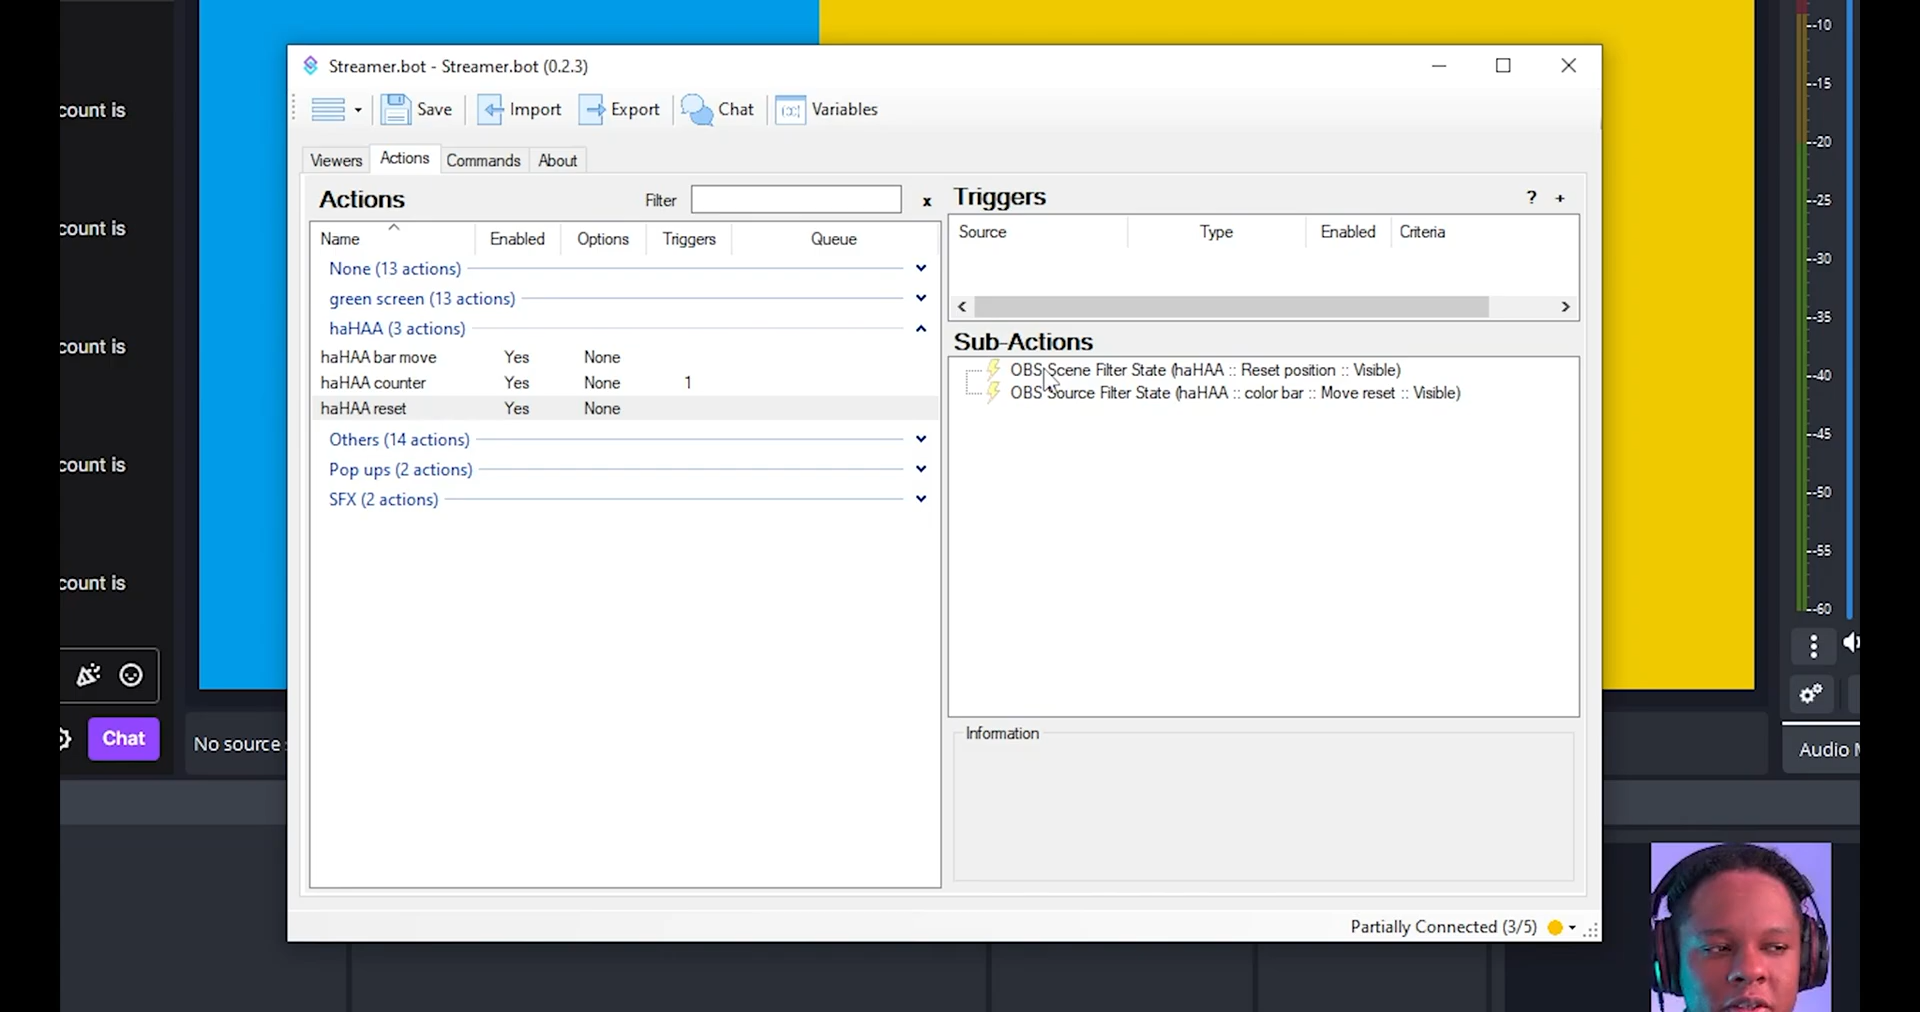 count is
count is
count is
count is
count is
Chat
No source
Streamer.bot - Streamer.bot (0.2.3)
Save Import Export Chat Variables
Viewers Actions Commands About
Actions Filter x
Name Enabled Options Triggers Queue
None (13 actions)
green screen (13 actions)
haHAA (3 actions)
haHAA bar move Yes None
haHAA counter Yes None 1
haHAA reset Yes None
Others (14 actions)
Pop ups (2 actions)
SFX (2 actions)
Triggers ? +
Source Type Enabled Criteria
Sub-Actions
OBS Scene Filter State (haHAA :: Reset position :: Visible)
OBS Source Filter State (haHAA :: color bar :: Move reset :: Visible)
Information
Partially Connected (3/5)
-10
-15
-20
-25
-30
-35
-40
-45
-50
-55
-60
Audio